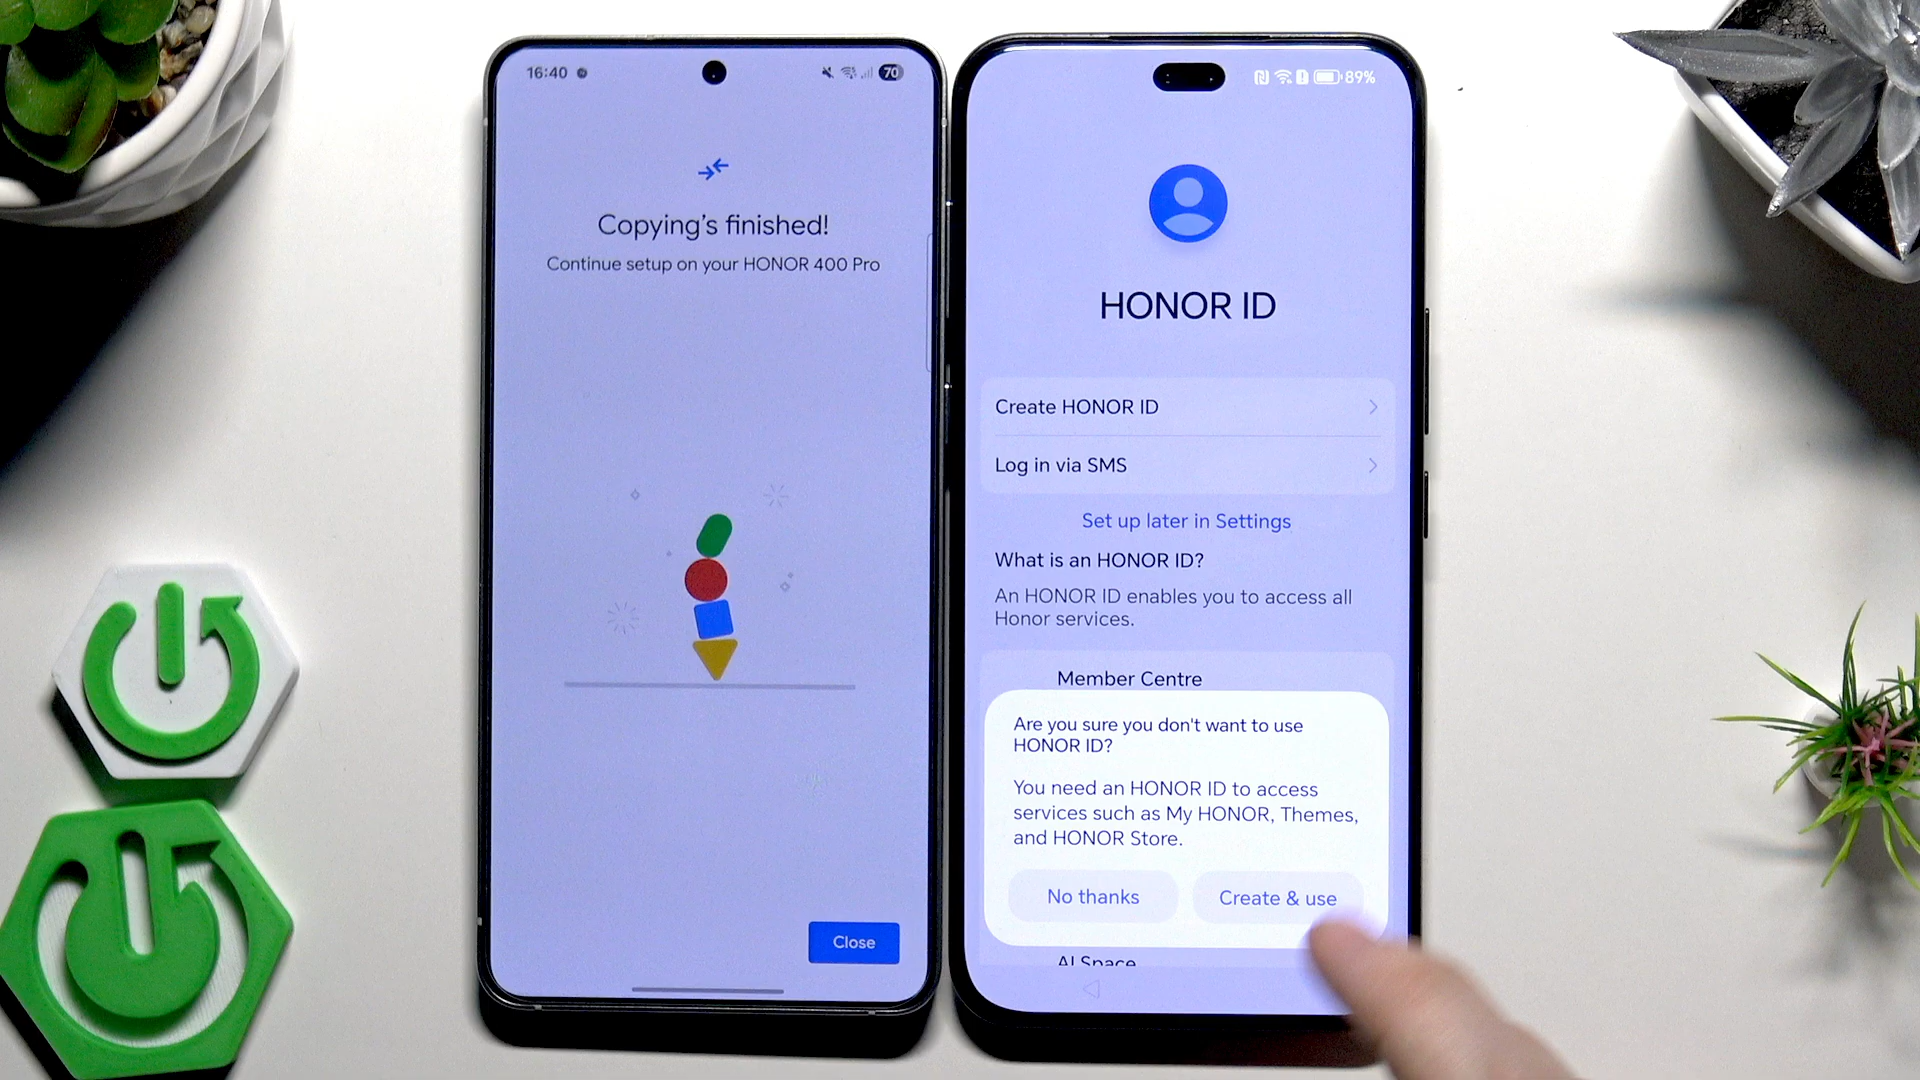 16:40
70
Copying's finished!
Continue setup on your HONOR 400 Pro
Close
89%
HONOR ID
Create HONOR ID
Log in via SMS
Set up later in Settings
What is an HONOR ID?
An HONOR ID enables you to access all
Honor services.
Member Centre
Are you sure you don't want to use
HONOR ID?
You need an HONOR ID to access
services such as My HONOR, Themes,
and HONOR Store.
No thanks
Create & use
AI Space